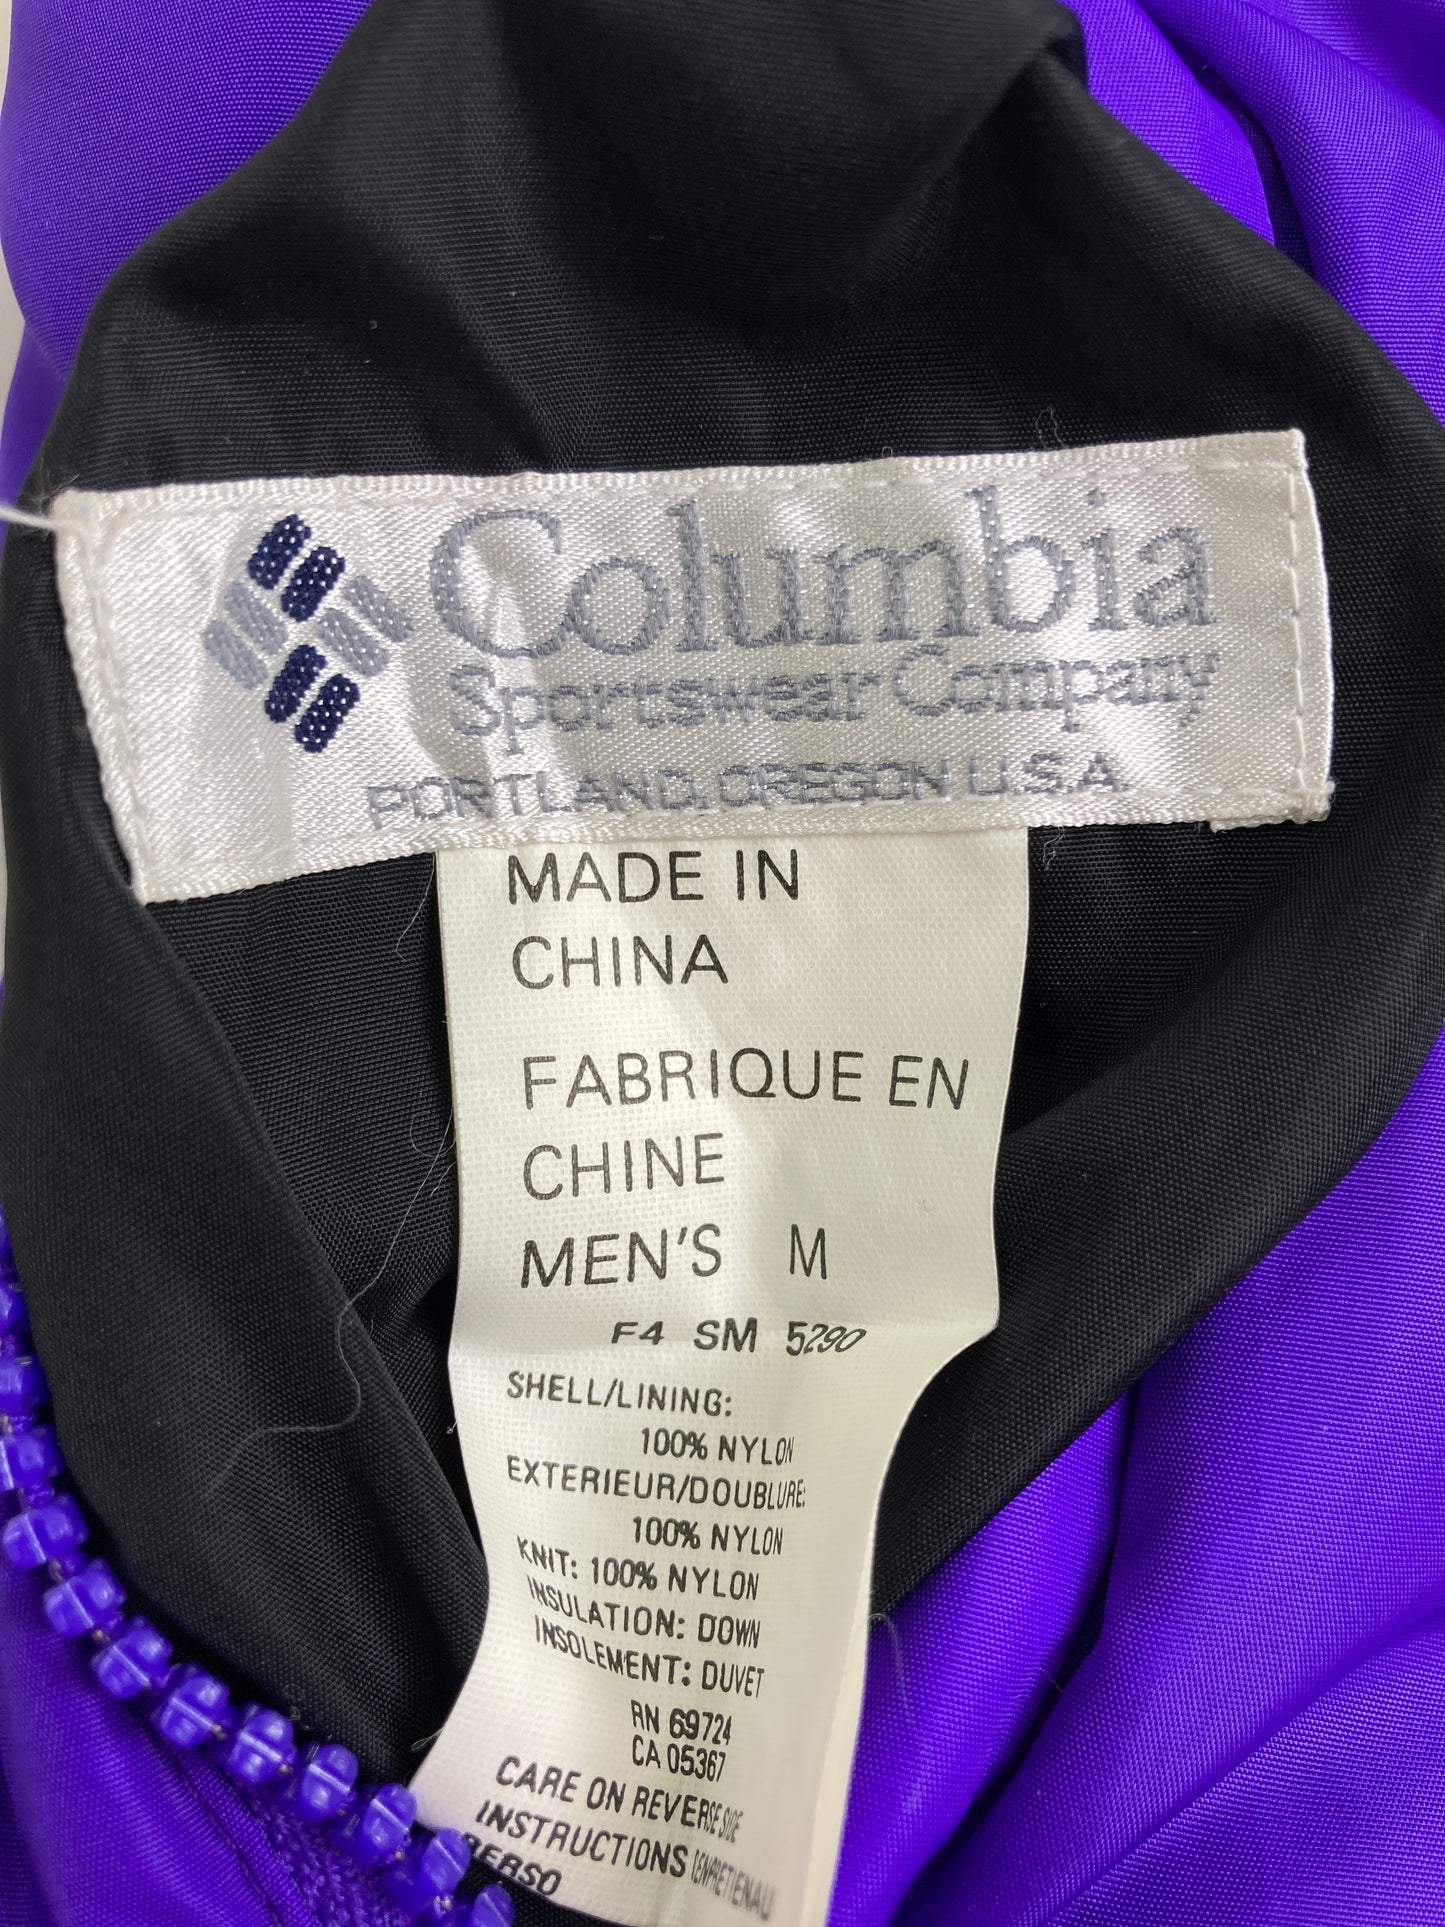 Columbia
Sportswear Company
PORTLAND, OREGON U.S.A.
MADE IN
CHINA
FABRIQUE EN
CHINE
MEN'S M
F4 SM 5290
SHELL/LINING:
100% NYLON
EXTERIEUR/DOUBLURE:
100% NYLON
KNIT: 100% NYLON
INSULATION: DOWN
INSOLEMENT: DUVET
RN 69724
CA 05367
CARE ON REVERSE SIDE
INSTRUCTIONS